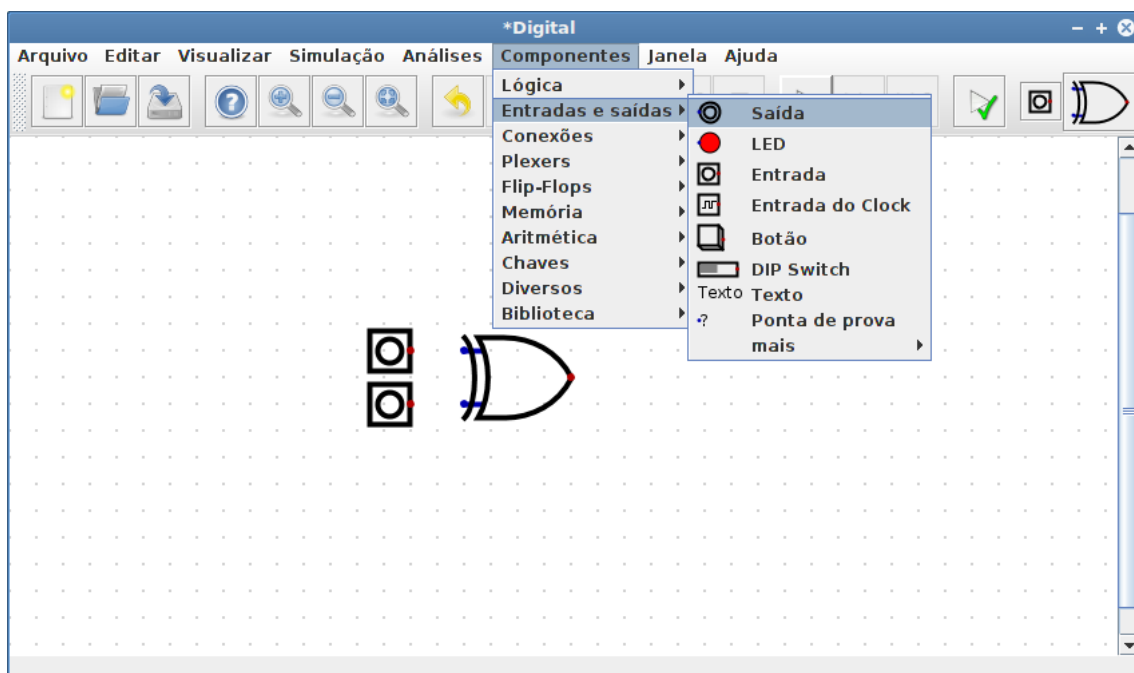 *Digital
Arquivo Editar Visualizar Simulação Análises Componentes Janela Ajuda
Lógica
Entradas e saídas
Conexões
Plexers
Flip-Flops
Memória
Aritmética
Chaves
Diversos
Biblioteca
Saída
LED
Entrada
Entrada do Clock
Botão
DIP Switch
Texto Texto
? Ponta de prova
mais